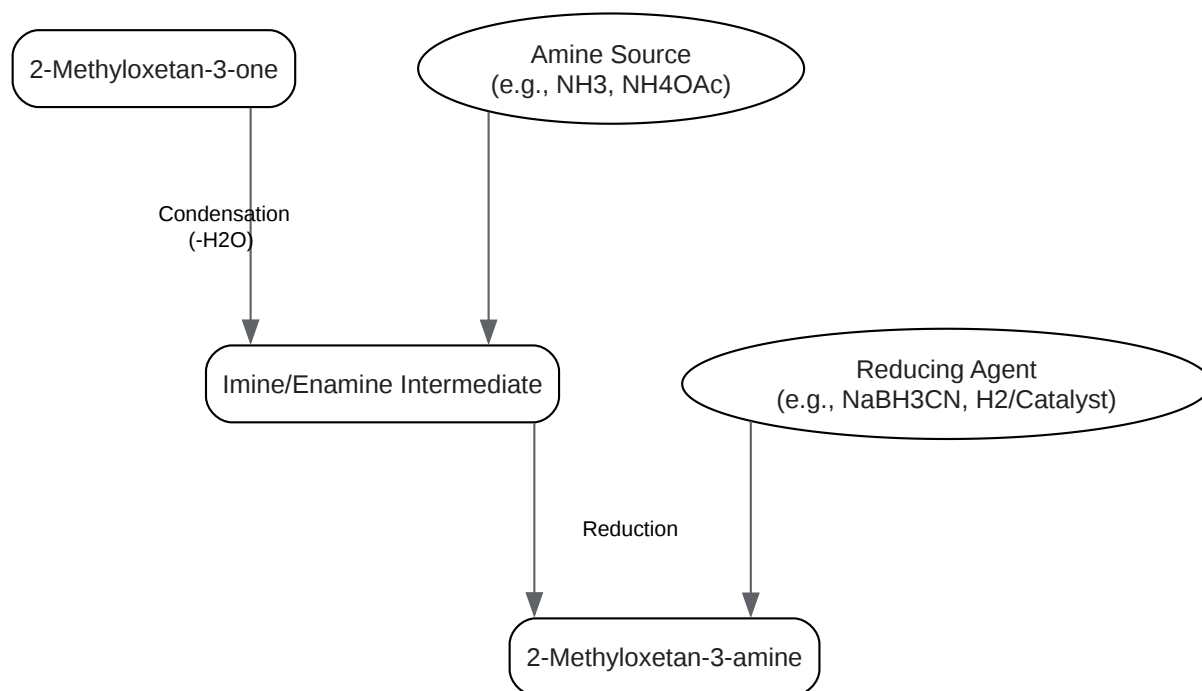 2-Methyloxetan-3-one
Amine Source
(e.g., NH3, NH4OAc)
Condensation
(-H2O)
Imine/Enamine Intermediate
Reducing Agent
(e.g., NaBH3CN, H2/Catalyst)
Reduction
2-Methyloxetan-3-amine